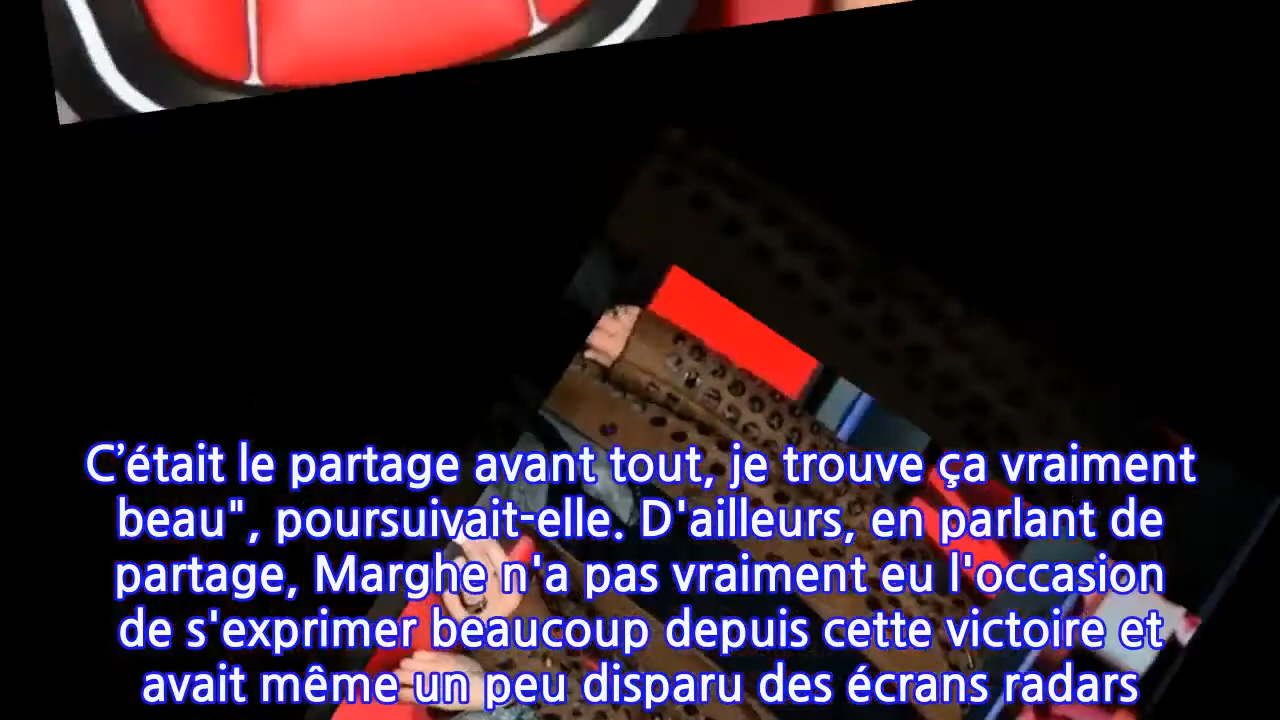 C’était le partage avant tout, je trouve ça vraiment
beau", poursuivait-elle. D'ailleurs, en parlant de
partage, Marghe n'a pas vraiment eu l'occasion
de s'exprimer beaucoup depuis cette victoire et
avait même un peu disparu des écrans radars